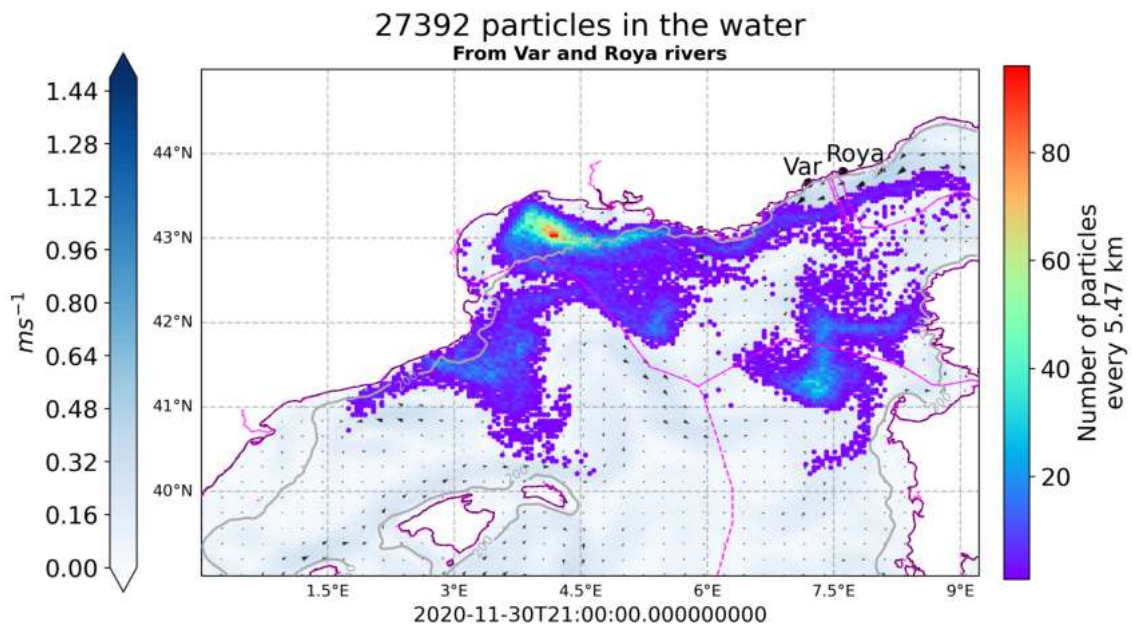 27392 particles in the water
From Var and Roya rivers
1.44
1.28
1.12
0.96
0.80
0.64
0.48
0.32
0.16
0.00
ms⁻¹
44°N
43°N
42°N
41°N
40°N
Var
Roya
200
200
200
1.5°E
3°E
4.5°E
6°E
7.5°E
9°E
2020-11-30T21:00:00.000000000
80
60
40
20
Number of particles
every 5.47 km